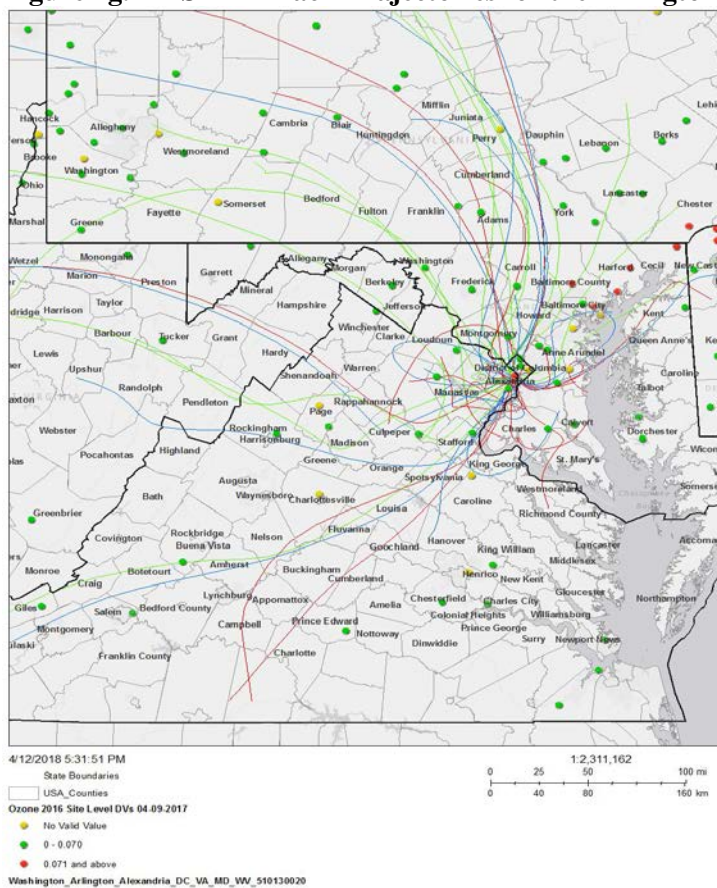 Mifflin
Juniata
Lehi
Hancock
Allegheny
Cambria
Blair
Huntingdon
Perry
Dauphin
Lebanon
Berks
Brooke
Westmoreland
Washington
Cumberland
Ohio
Bedford
Lancaster
Chester
Marshal
Greene
Fayette
Somerset
Fulton
Franklin
Adams
York
Wetzel
Monongalia
Garrett
Allegany
Morgan
Washington
Carroll
Harford
Cecil
New Cast
Marion
Preston
Mineral
Berkeley
Frederick
Baltimore County
Taylor
Hampshire
Jefferson
Howard
Baltimore City
Kent
dridge
Harrison
Barbour
Tucker
Grant
Winchester
Clarke
Loudoun
Montgomery
Queen Anne's
Lewis
Upshur
Hardy
Warren
Anne Arundel
Caroline
Randolph
Shenandoah
Manassas
Alexandria
Talbot
Pendleton
Rappahannock
Page
Webster
Rockingham
Harrisonburg
Madison
Culpeper
Stafford
Charles
Calvert
Dorchester
Pocahontas
Highland
Greene
Orange
King George
St. Mary's
Wicom
Augusta
Spotsylvania
Westmoreland
Somerset
Bath
Waynesboro
Charlottesville
Louisa
Caroline
Richmond County
Greenbrier
Rockbridge
Nelson
Fluvanna
Hanover
Lancaster
Accoma
Covington
Buena Vista
Goochland
King William
Middlesex
Monroe
Botetourt
Amherst
Buckingham
Cumberland
Henrico
New Kent
Craig
Gloucester
Giles
Salem
Bedford County
Lynchburg
Appomattox
Amelia
Chesterfield
Charles City
Northampton
Montgomery
Campbell
Prince Edward
Colonial Heights
Williamsburg
ulaski
Nottoway
Prince George
Surry
Newport News
Franklin County
Charlotte
Dinwiddie
4/12/2018 5:31:51 PM
1:2,311,162
State Boundaries
0 25 50 100 mi
USA_Counties
0 40 80 160 km
Ozone 2016 Site Level DVs 04-09-2017
No Valid Value
0 - 0.070
0.071 and above
Washington_Arlington_Alexandria_DC_VA_MD_WV_510130020